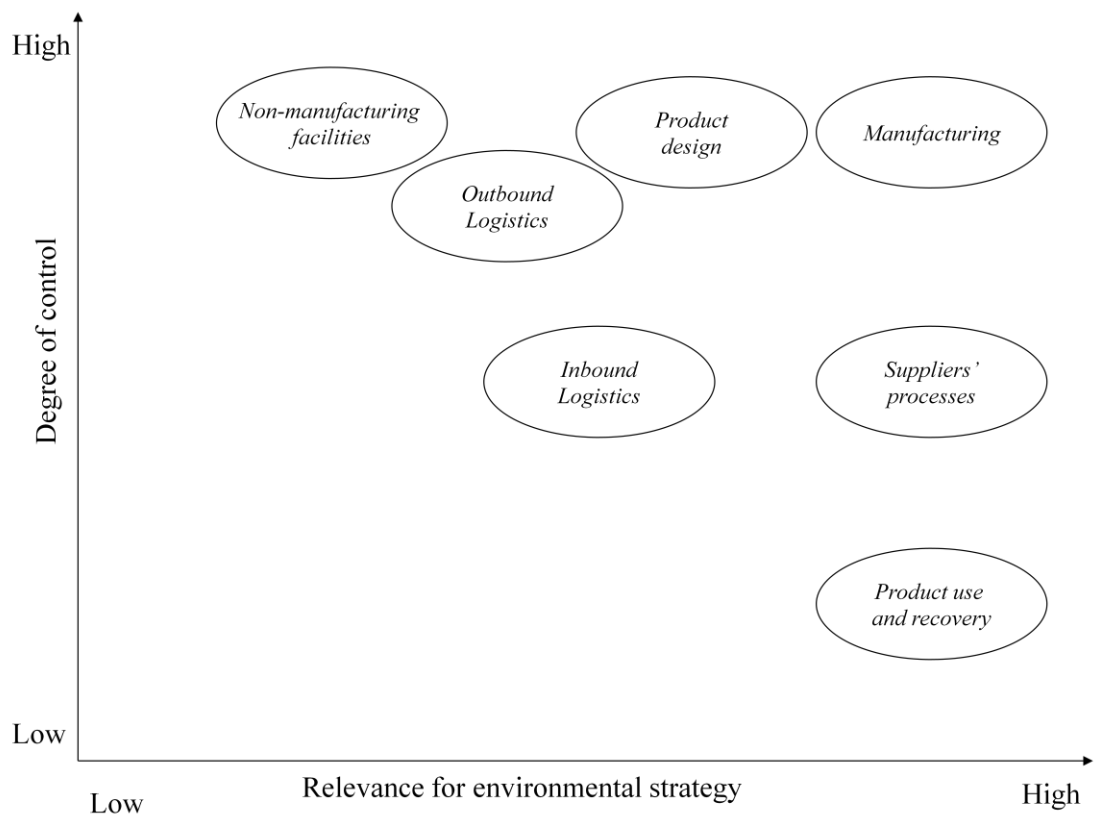 High
Non-manufacturing
facilities
Product
design
Manufacturing
Outbound
Logistics
Degree of control
Inbound
Logistics
Suppliers’
processes
Product use
and recovery
Low
Relevance for environmental strategy
Low
High